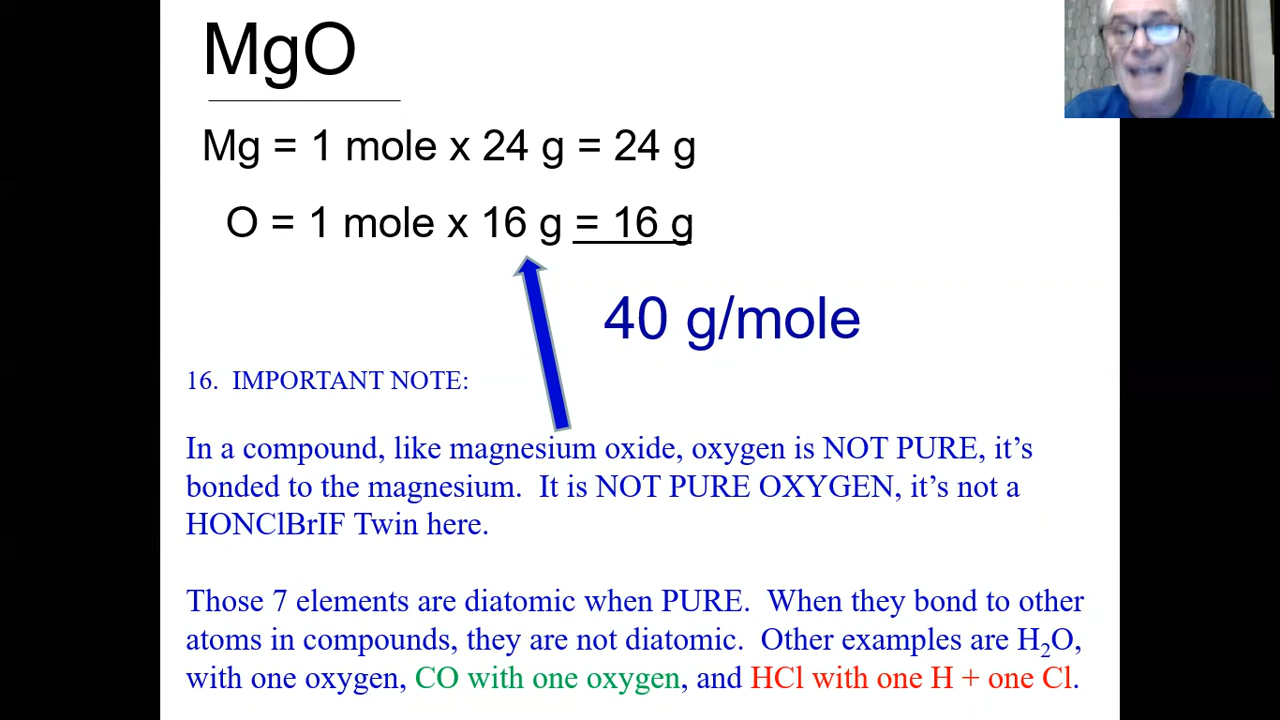 MgO
Mg = 1 mole x 24 g = 24 g
O = 1 mole x 16 g = 16 g
40 g/mole
16. IMPORTANT NOTE:
In a compound, like magnesium oxide, oxygen is NOT PURE, it's
bonded to the magnesium. It is NOT PURE OXYGEN, it's not a
HONClBrIF Twin here.
Those 7 elements are diatomic when PURE. When they bond to other
atoms in compounds, they are not diatomic. Other examples are H₂O,
with one oxygen, CO with one oxygen, and HCl with one H + one Cl.